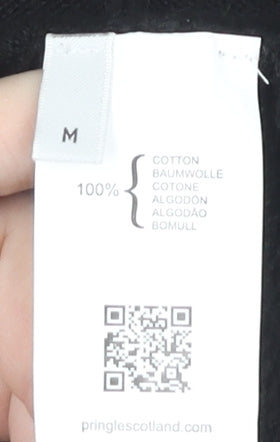 M
100%
COTTON
BAUMWOLLE
COTONE
ALGODÓN
ALGODÃO
BOMULL
pringlescotland.com